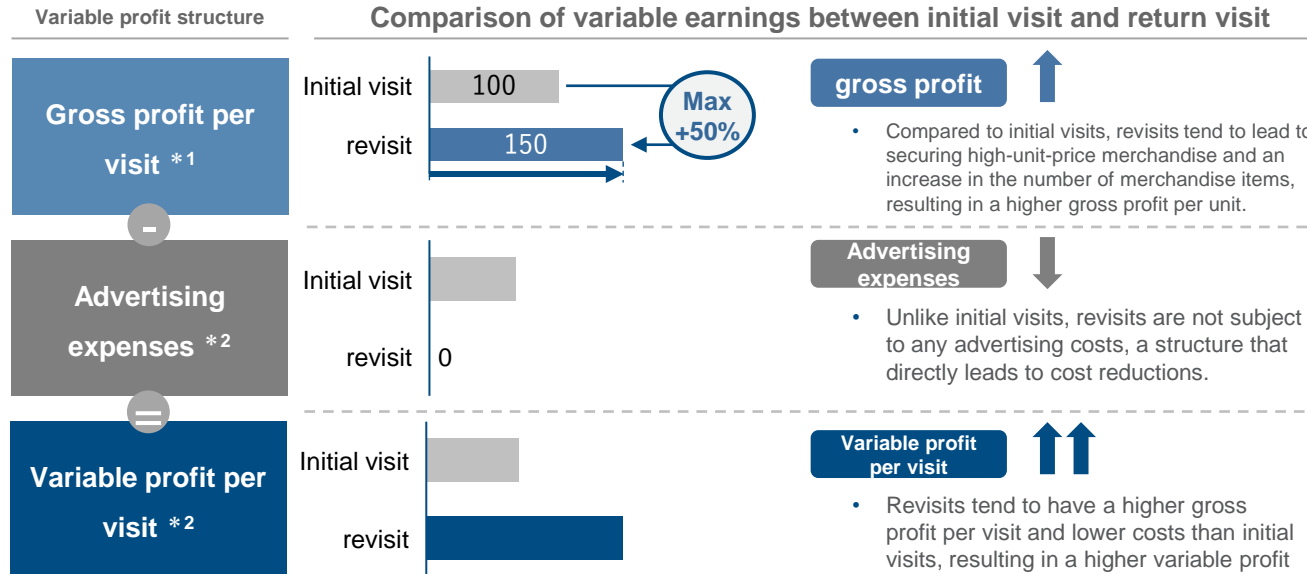 Variable profit structure
Comparison of variable earnings between initial visit and return visit
Gross profit per
visit *1
-
Advertising
expenses *2
=
Variable profit per
visit *2
Initial visit
100
revisit
150
Max
+50%
gross profit
• Compared to initial visits, revisits tend to lead to
securing high-unit-price merchandise and an
increase in the number of merchandise items,
resulting in a higher gross profit per unit.
Initial visit
revisit
0
Advertising
expenses
• Unlike initial visits, revisits are not subject
to any advertising costs, a structure that
directly leads to cost reductions.
Initial visit
revisit
Variable profit
per visit
• Revisits tend to have a higher gross
profit per visit and lower costs than initial
visits, resulting in a higher variable profit